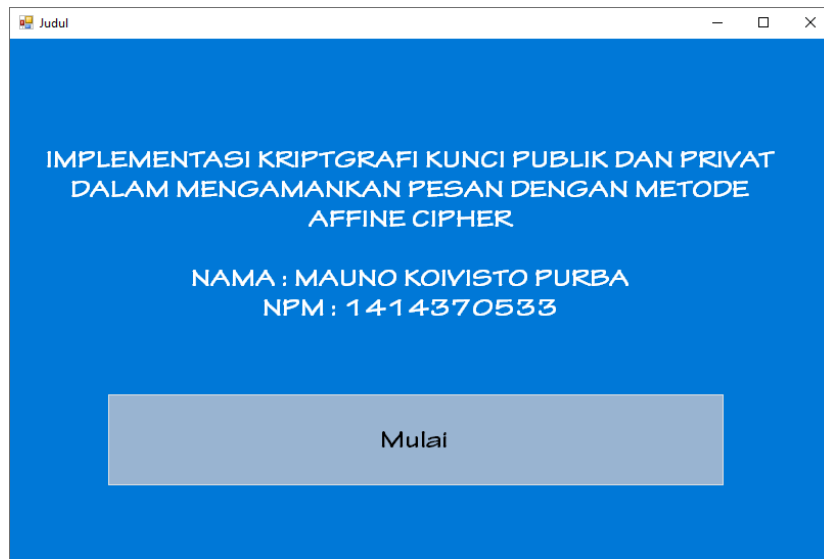 Judul
IMPLEMENTASI KRIPTGRAFI KUNCI PUBLIK DAN PRIVAT
DALAM MENGAMANKAN PESAN DENGAN METODE
AFFINE CIPHER
NAMA : MAUNO KOIVISTO PURBA
NPM : 1414370533
Mulai